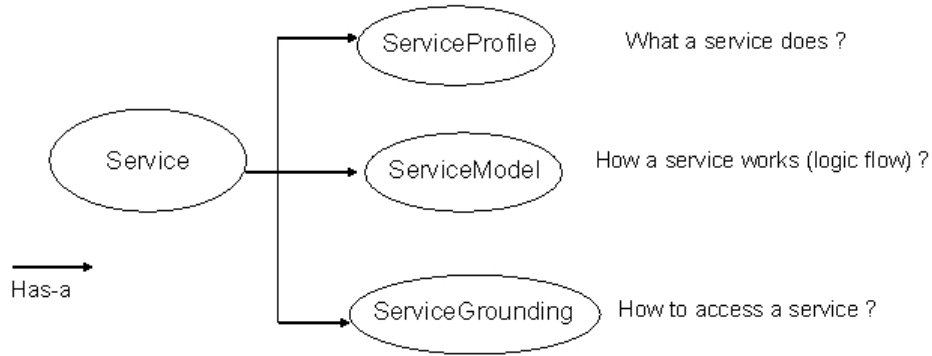 ServiceProfile
What a service does ?
Service
ServiceModel
How a service works (logic flow) ?
Has-a
ServiceGrounding
How to access a service ?